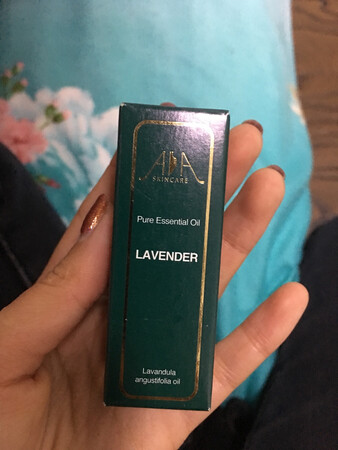 AA
SKINCARE
Pure Essential Oil
LAVENDER
Lavandula
angustifolia oil